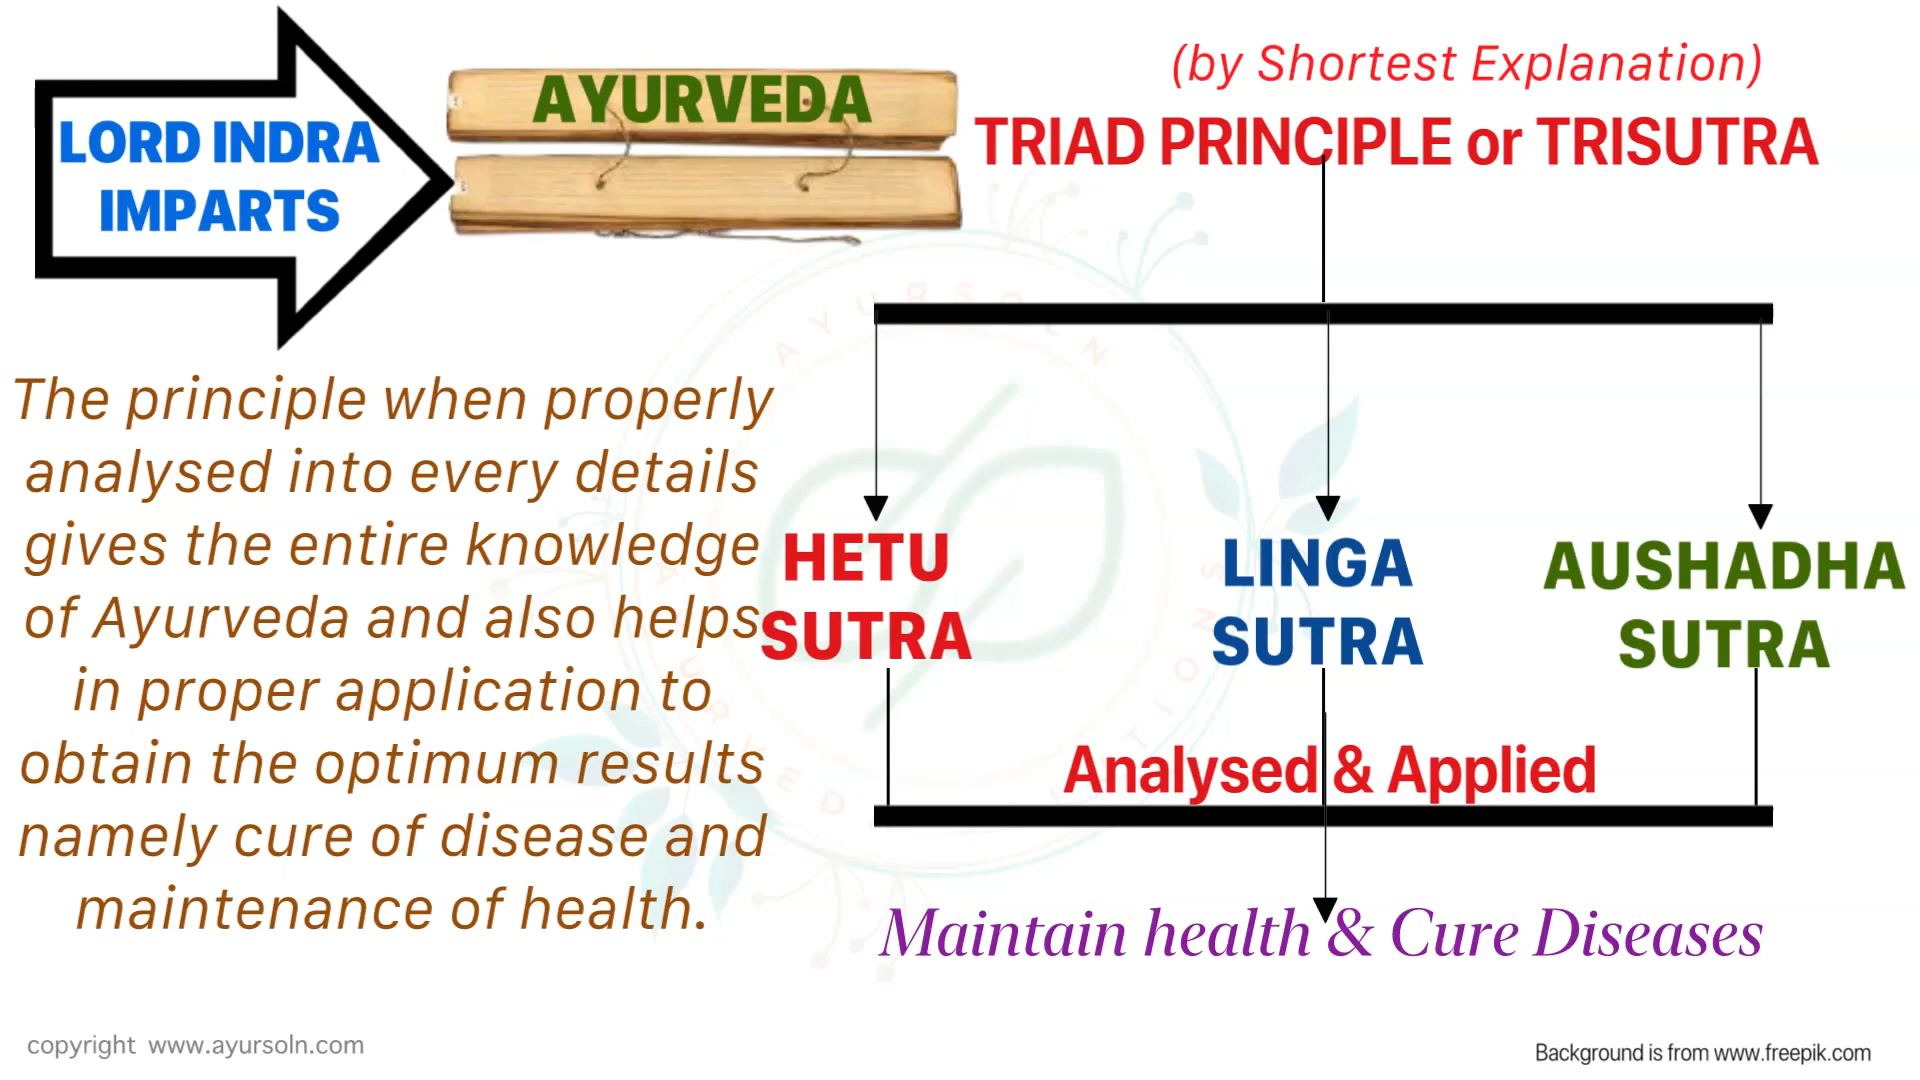 LORD INDRA
IMPARTS
AYURVEDA
(by Shortest Explanation)
TRIAD PRINCIPLE or TRISUTRA
The principle when properly
analysed into every details
gives the entire knowledge
of Ayurveda and also helps
in proper application to
obtain the optimum results
namely cure of disease and
maintenance of health.
HETU
SUTRA
LINGA
SUTRA
AUSHADHA
SUTRA
Analysed & Applied
Maintain health & Cure Diseases
copyright www.ayursoln.com
Background is from www.freepik.com